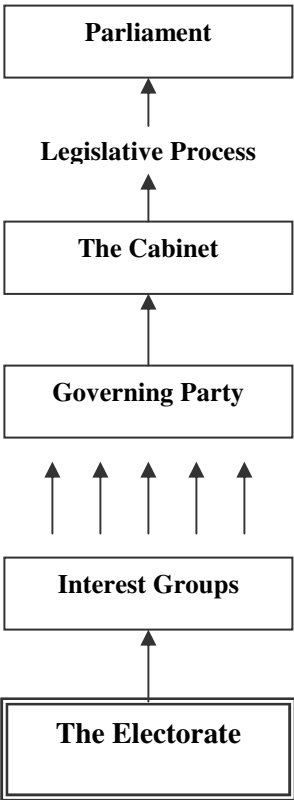 Parliament
Legislative Process
The Cabinet
Governing Party
Interest Groups
The Electorate